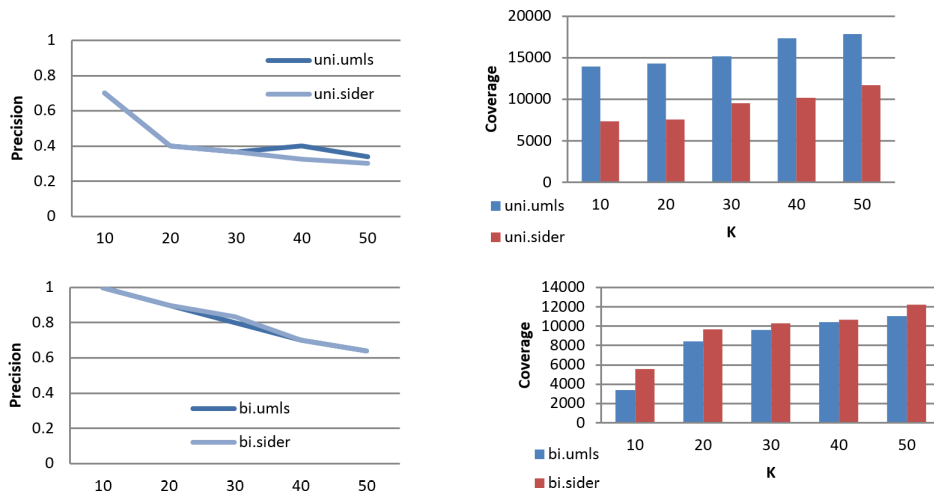 1
0.8
0.6
0.4
0.2
0
Precision
uni.umls
uni.sider
10 20 30 40 50
20000
15000
10000
5000
0
Coverage
10 20 30 40 50
K
uni.umls
uni.sider
1
0.8
0.6
0.4
0.2
0
Precision
bi.umls
bi.sider
10 20 30 40 50
14000
12000
10000
8000
6000
4000
2000
0
Coverage
10 20 30 40 50
K
bi.umls
bi.sider